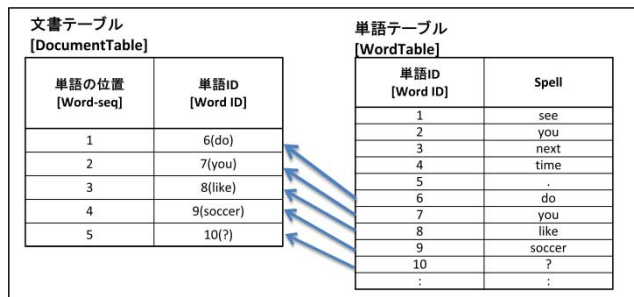 文書テーブル
[DocumentTable]
単語の位置 単語ID
[Word-seq] [Word ID]
1 6(do)
2 7(you)
3 8(like)
4 9(soccer)
5 10(?)
単語テーブル
[WordTable]
単語ID Spell
[Word ID]
1 see
2 you
3 next
4 time
5 .
6 do
7 you
8 like
9 soccer
10 ?
: :